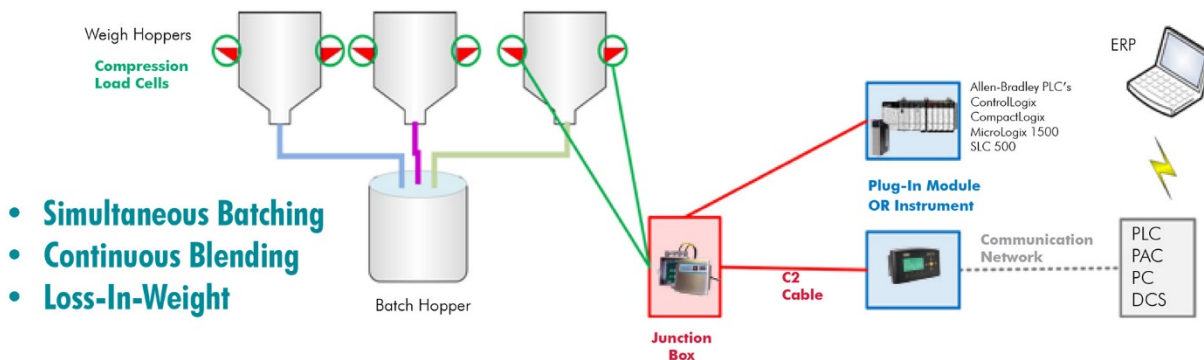 Weigh Hoppers
Compression
Load Cells
ERP
Allen-Bradley PLC's
ControlLogix
CompactLogix
MicroLogix 1500
SLC 500
Plug-In Module
OR Instrument
• Simultaneous Batching
• Continuous Blending
• Loss-In-Weight
Batch Hopper
Junction
Box
C2
Cable
Communication
Network
PLC
PAC
PC
DCS